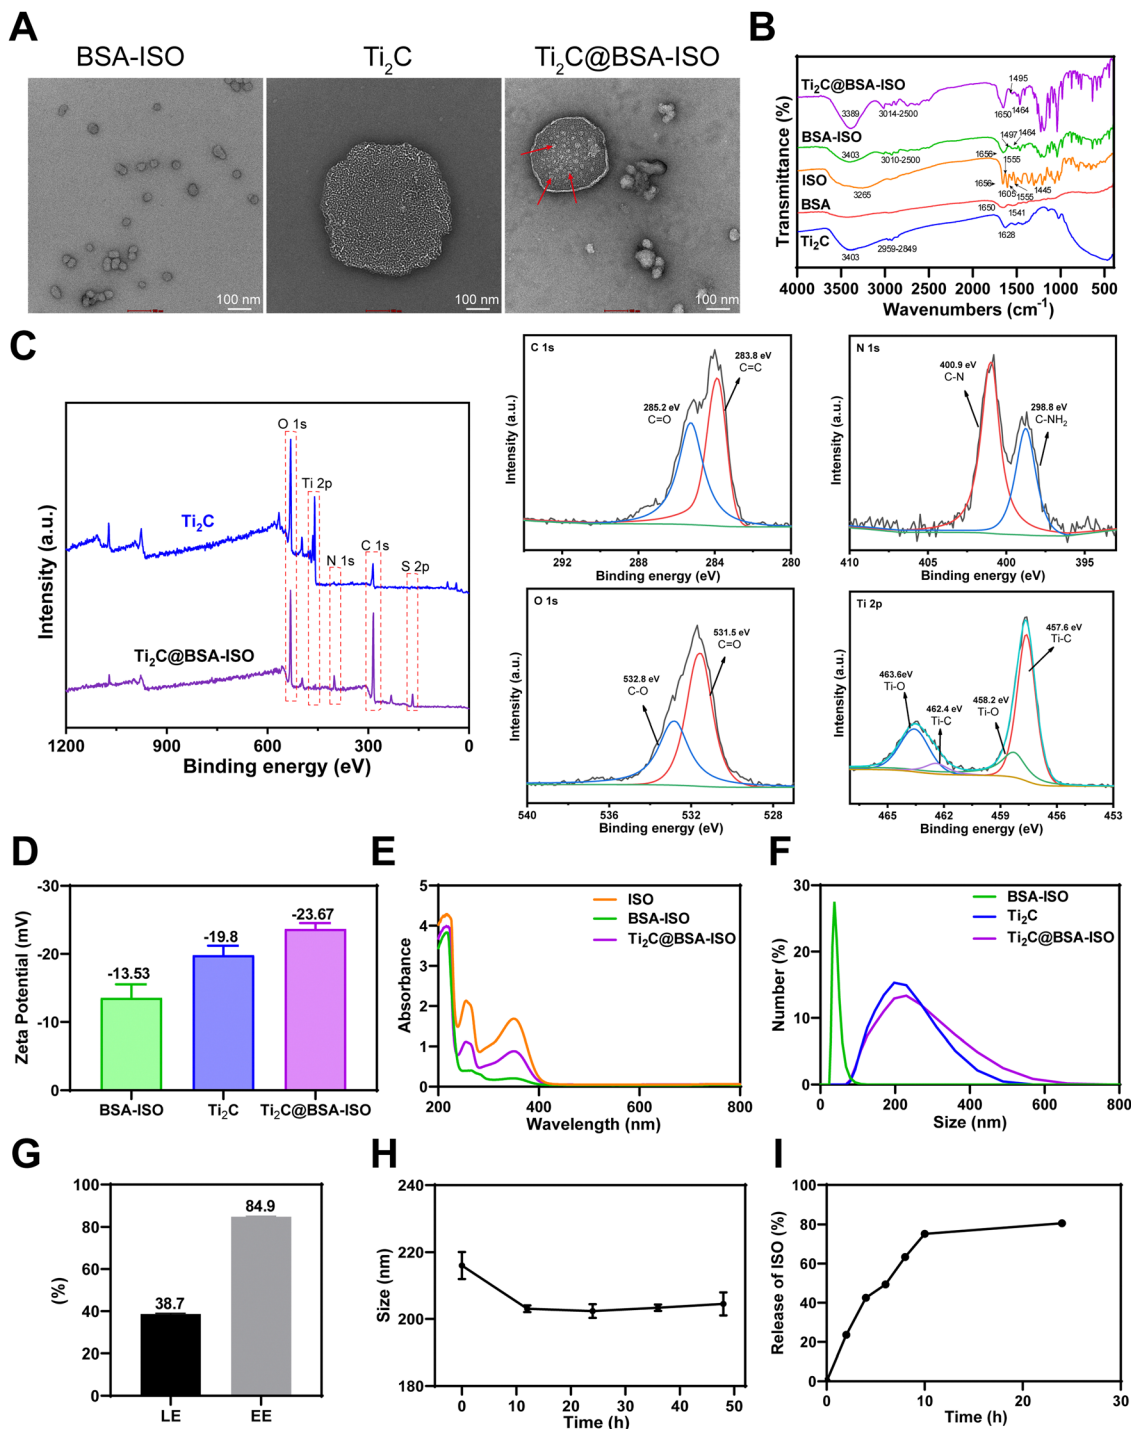 A
BSA-ISO
Ti2C
Ti2C@BSA-ISO
100 nm
100 nm
100 nm
B
Transmittance (%)
Ti2C@BSA-ISO
3389
3014-2500
1650
1495
1464
BSA-ISO
3403
3010-2500
1656
1497
1464
1555
ISO
3265
1656
1605
1555
1445
BSA
1650
1541
Ti2C
3403
2959-2849
1628
4000 3500 3000 2500 2000 1500 1000 500
Wavenumbers (cm-1)
C
Intensity (a.u.)
O 1s
Ti 2p
N 1s
C 1s
S 2p
Ti2C
Ti2C@BSA-ISO
1200 900 600 300 0
Binding energy (eV)
C 1s
283.8 eV
C=C
285.2 eV
C=O
Intensity (a.u.)
292 288 284 280
Binding energy (eV)
N 1s
400.9 eV
C-N
298.8 eV
C-NH2
Intensity (a.u.)
410 405 400 395
Binding energy (eV)
O 1s
531.5 eV
C=O
532.8 eV
C-O
Intensity (a.u.)
540 536 532 528
Binding energy (eV)
Ti 2p
457.6 eV
Ti-C
463.6eV
Ti-O
462.4 eV
Ti-C
458.2 eV
Ti-O
Intensity (a.u.)
465 462 459 456 453
Binding energy (eV)
D
Zeta Potential (mV)
-30
-20
-10
0
-13.53
-19.8
-23.67
BSA-ISO Ti2C Ti2C@BSA-ISO
E
Absorbance
5
4
3
2
1
0
ISO
BSA-ISO
Ti2C@BSA-ISO
200 400 600 800
Wavelength (nm)
F
Number (%)
30
20
10
0
BSA-ISO
Ti2C
Ti2C@BSA-ISO
0 200 400 600 800
Size (nm)
G
(%)
100
80
60
40
20
0
38.7
84.9
LE EE
H
Size (nm)
240
220
200
180
0 10 20 30 40 50
Time (h)
I
Release of ISO (%)
100
80
60
40
20
0
0 10 20 30
Time (h)